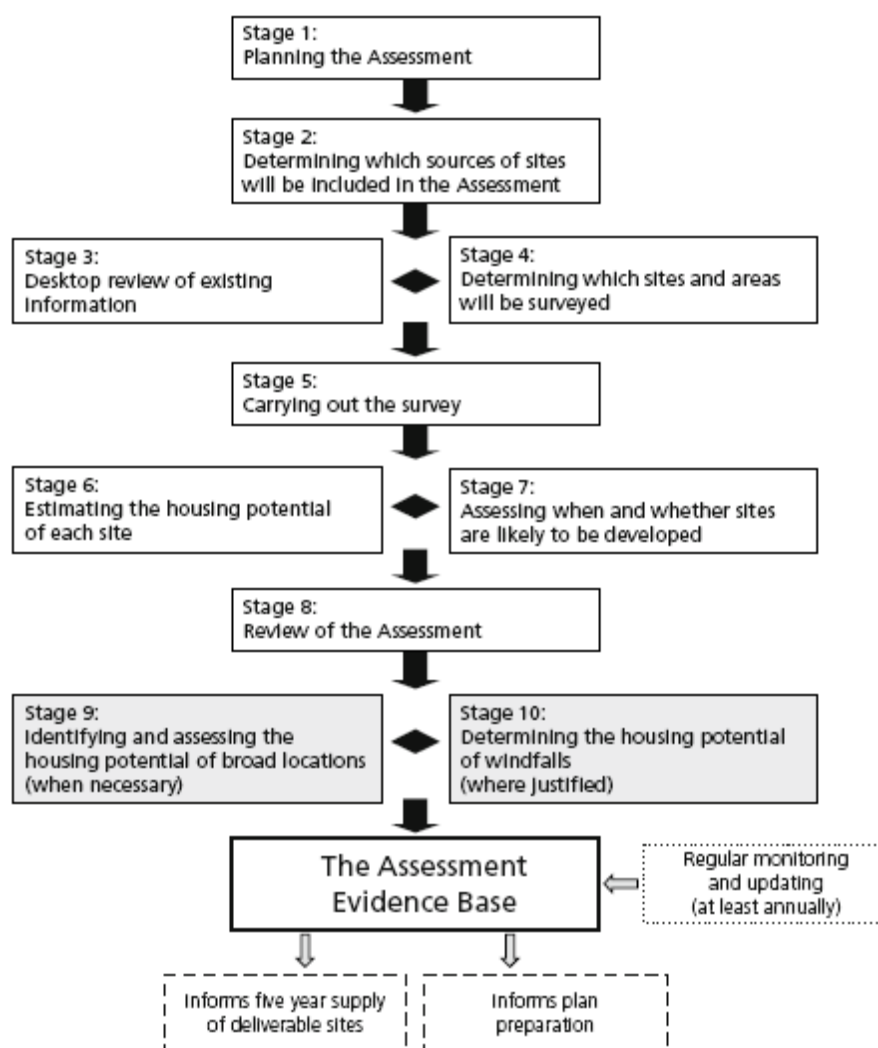 Stage 1:
Planning the Assessment
Stage 2:
Determining which sources of sites
will be included in the Assessment
Stage 3:
Desktop review of existing
information
Stage 4:
Determining which sites and areas
will be surveyed
Stage 5:
Carrying out the survey
Stage 6:
Estimating the housing potential
of each site
Stage 7:
Assessing when and whether sites
are likely to be developed
Stage 8:
Review of the Assessment
Stage 9:
Identifying and assessing the
housing potential of broad locations
(when necessary)
Stage 10:
Determining the housing potential
of windfalls
(where justified)
The Assessment
Evidence Base
Regular monitoring
and updating
(at least annually)
Informs five year supply
of deliverable sites
Informs plan
preparation